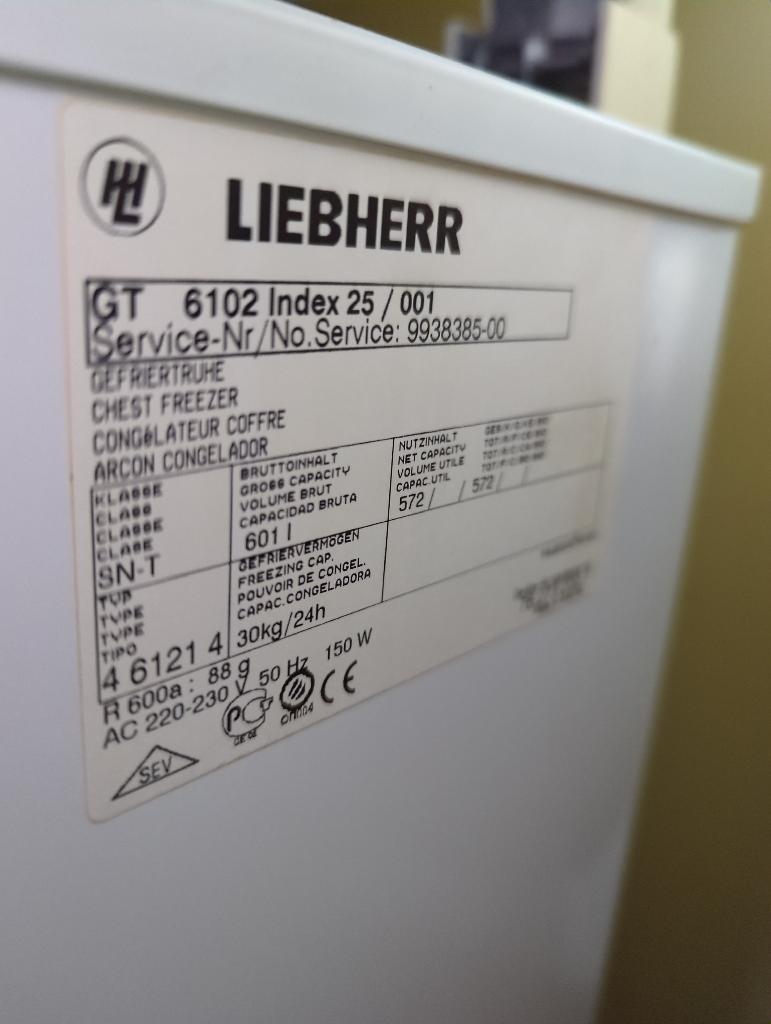 HL
LIEBHERR
GT 6102 Index 25 / 001
Service-Nr/No.Service: 9938385-00
GEFRIERTRUHE
CHEST FREEZER
CONGéLATEUR COFFRE
ARCON CONGELADOR
KLASSE
CLASS
CLASSE
CLASE
SN-T
BRUTTOINHALT
GROSS CAPACITY
VOLUME BRUT
CAPACIDAD BRUTA
601 l
NUTZINHALT
NET CAPACITY
VOLUME UTILE
CAPAC.UTIL
572 / / 572 / /
TYP
TYPE
TYPE
TIPO
4 6121 4
GEFRIERVERMÖGEN
FREEZING CAP.
POUVOIR DE CONGEL.
CAPAC.CONGELADORA
30kg/24h
R 600a : 88 g
AC 220-230 V 50 Hz 150 W
CE
SEV